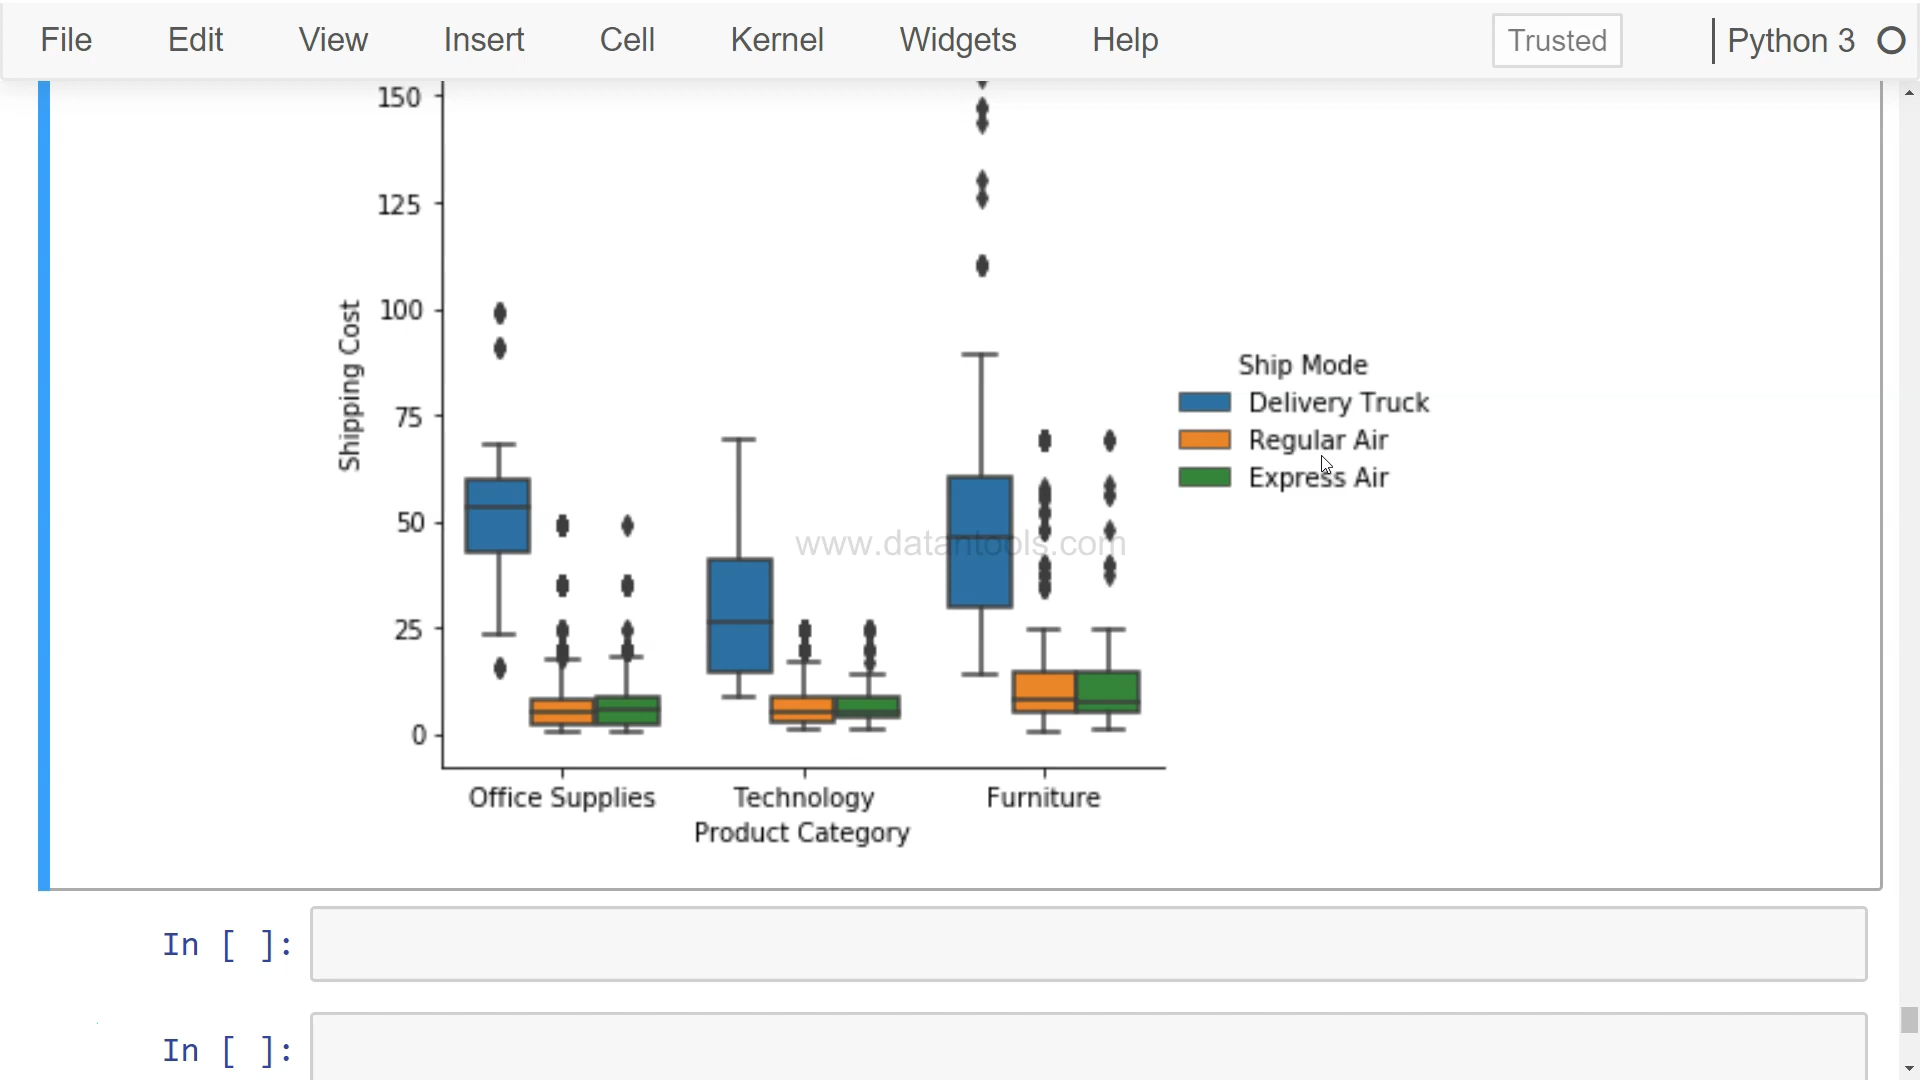 File Edit View Insert Cell Kernel Widgets Help Trusted Python 3
150
125
100
75
50
25
0
Shipping Cost
Ship Mode
Delivery Truck
Regular Air
Express Air
www.datantools.com
Office Supplies Technology Furniture
Product Category
In [ ]:
In [ ]: